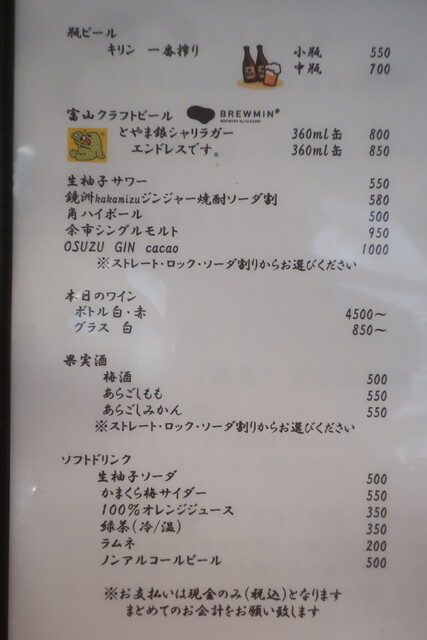 瓶ビール
キリン 一番搾り 小瓶 550
中瓶 700
富山クラフトビール BREWMIN'
とやま銀シャリラガー 360ml缶 800
エンドレスです。 360ml缶 850
生柚子サワー 550
鏡洲kakamizuジンジャー焼酎ソーダ割 580
角ハイボール 500
余市シングルモルト 950
OSUZU GIN cacao 1000
※ストレート・ロック・ソーダ割りからお選びください
本日のワイン
ボトル白・赤 4500〜
グラス 白 850〜
果実酒
梅酒 500
あらごしもも 550
あらごしみかん 550
※ストレート・ロック・ソーダ割りからお選びください
ソフトドリンク
生柚子ソーダ 500
かまくら梅サイダー 550
100%オレンジジュース 350
緑茶(冷/温) 350
ラムネ 200
ノンアルコールビール 500
※お支払いは現金のみ(税込)となります
まとめてのお会計をお願い致します